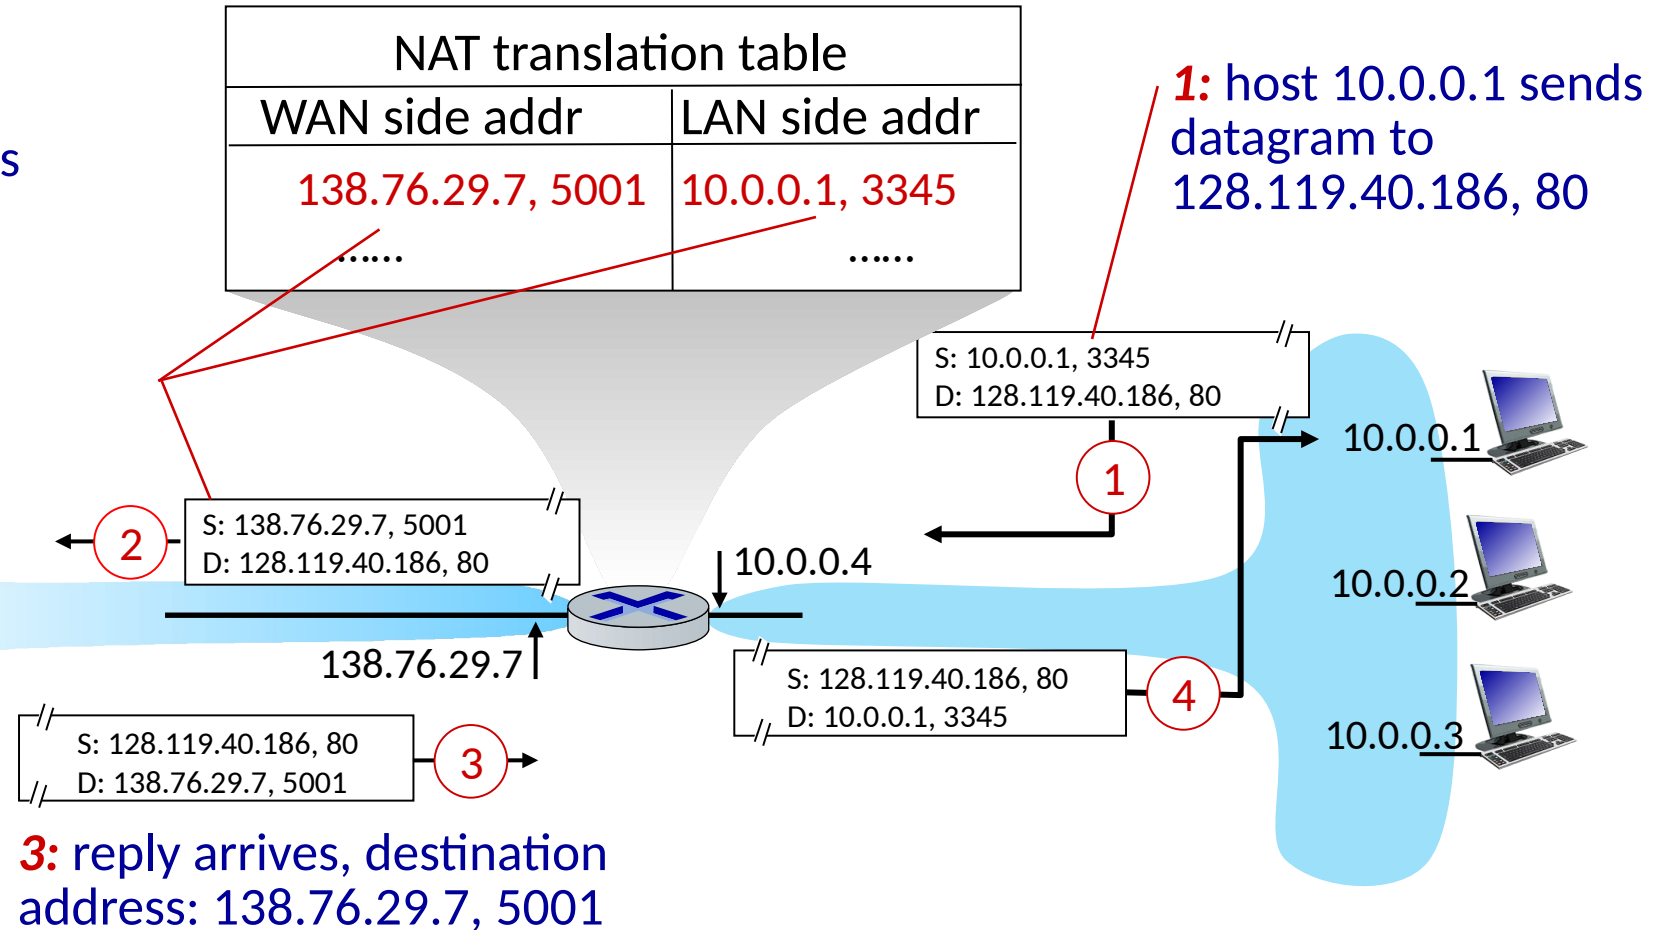 NAT translation table
WAN side addr LAN side addr
138.76.29.7, 5001 10.0.0.1, 3345
...... ......
s
1: host 10.0.0.1 sends
datagram to
128.119.40.186, 80
S: 10.0.0.1, 3345
D: 128.119.40.186, 80
1
10.0.0.1
2
S: 138.76.29.7, 5001
D: 128.119.40.186, 80
10.0.0.4
10.0.0.2
138.76.29.7
S: 128.119.40.186, 80
D: 10.0.0.1, 3345
4
10.0.0.3
S: 128.119.40.186, 80
D: 138.76.29.7, 5001
3
3: reply arrives, destination
address: 138.76.29.7, 5001